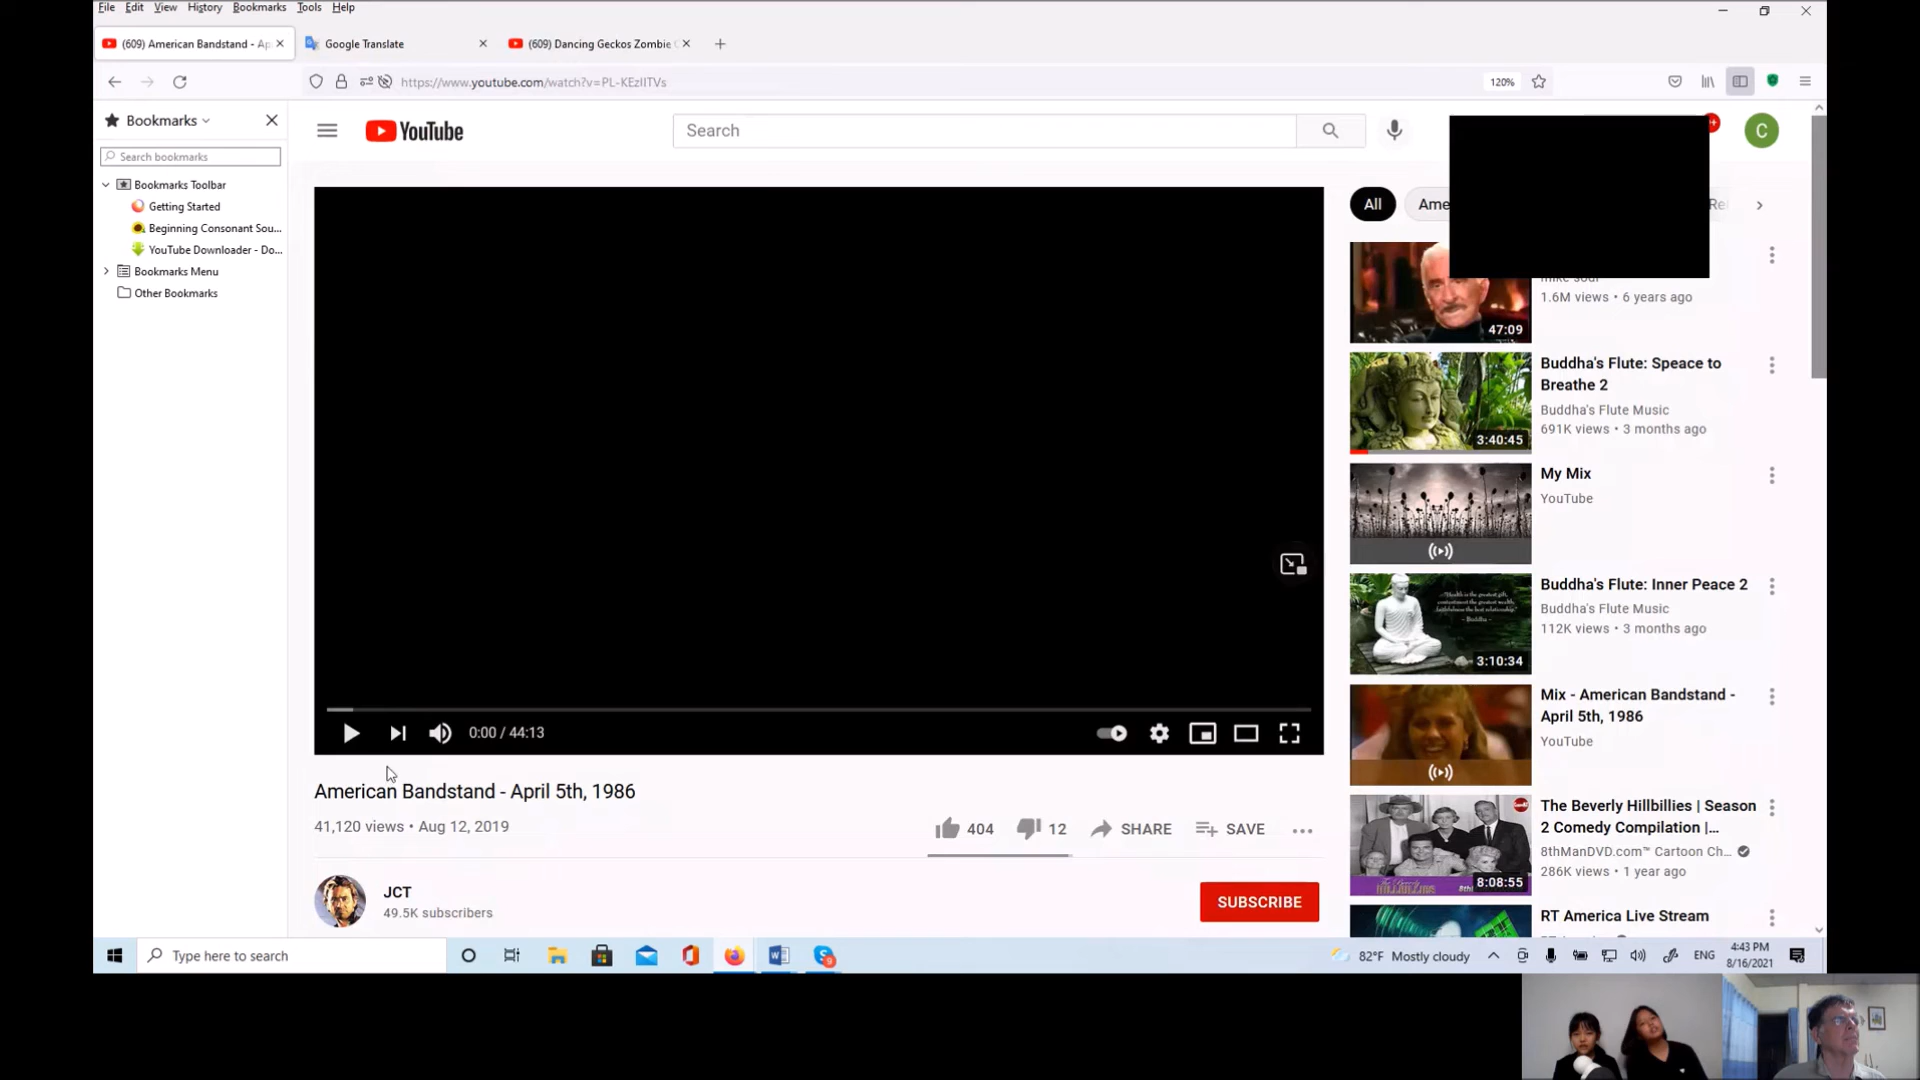 File Edit View History Bookmarks Tools Help
(609) American Bandstand - Ap
Google Translate
(609) Dancing Geckos Zombie
https://www.youtube.com/watch?v=PL-KEzIITVs
120%
Bookmarks
Search bookmarks
Bookmarks Toolbar
Getting Started
Beginning Consonant Sou...
YouTube Downloader - Do...
Bookmarks Menu
Other Bookmarks
YouTube
Search
C
All
Ame
Re
1.6M views • 6 years ago
47:09
Buddha's Flute: Speace to
Breathe 2
Buddha's Flute Music
691K views • 3 months ago
3:40:45
My Mix
YouTube
Buddha's Flute: Inner Peace 2
Buddha's Flute Music
112K views • 3 months ago
3:10:34
Mix - American Bandstand -
April 5th, 1986
YouTube
The Beverly Hillbillies | Season
2 Comedy Compilation |...
8thManDVD.com™ Cartoon Ch...
286K views • 1 year ago
8:08:55
RT America Live Stream
0:00 / 44:13
American Bandstand - April 5th, 1986
41,120 views • Aug 12, 2019
404 12 SHARE SAVE
JCT
49.5K subscribers
SUBSCRIBE
Type here to search
82°F Mostly cloudy
ENG
4:43 PM
8/16/2021